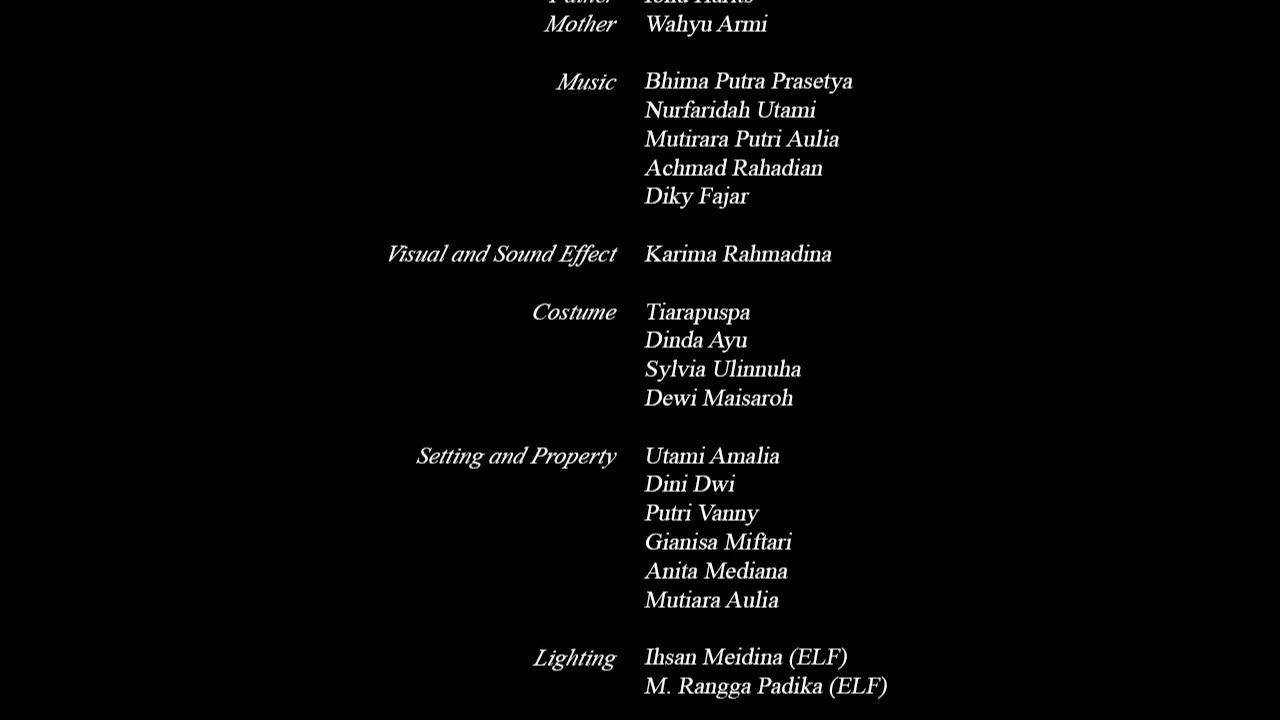 Mother Wahyu Armi
Music Bhima Putra Prasetya
Nurfaridah Utami
Mutirara Putri Aulia
Achmad Rahadian
Diky Fajar
Visual and Sound Effect Karima Rahmadina
Costume Tiarapuspa
Dinda Ayu
Sylvia Ulinnuha
Dewi Maisaroh
Setting and Property Utami Amalia
Dini Dwi
Putri Vanny
Gianisa Miftari
Anita Mediana
Mutiara Aulia
Lighting Ihsan Meidina (ELF)
M. Rangga Padika (ELF)